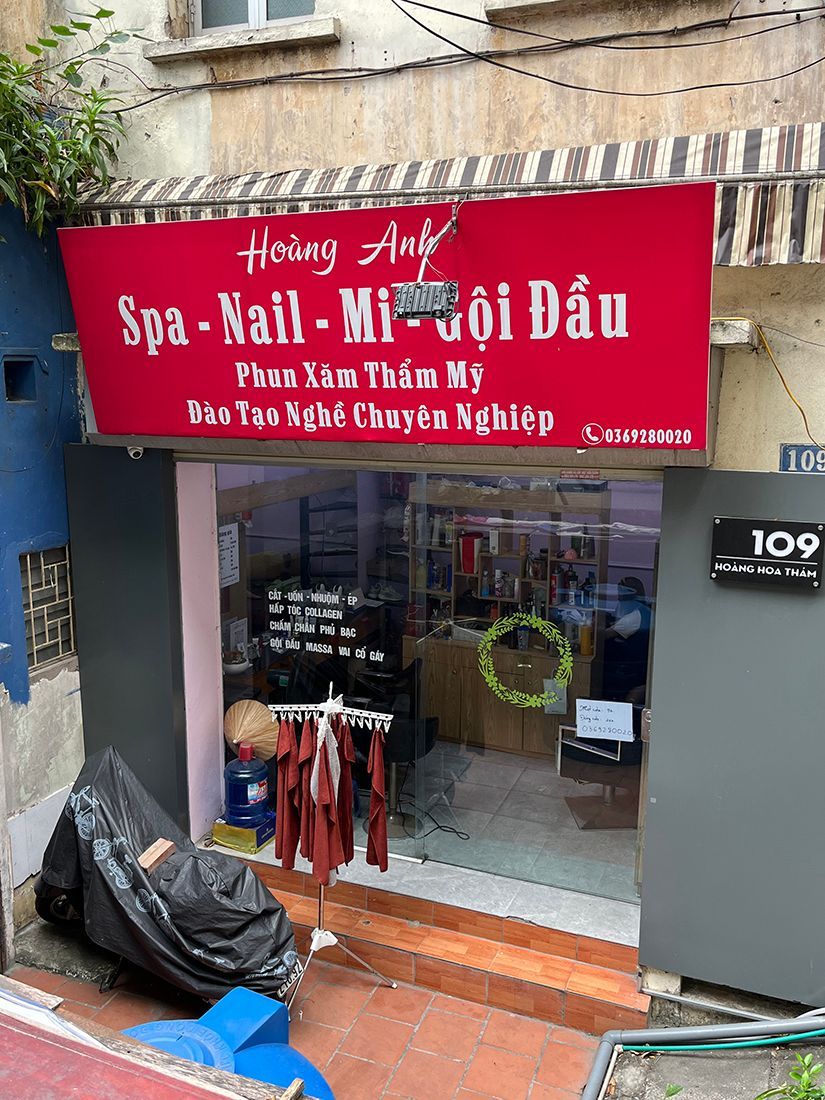 Hoàng Anh
Spa - Nail - Mi - Gội Đầu
Phun Xăm Thẩm Mỹ
Đào Tạo Nghề Chuyên Nghiệp
0369280020
109
109
HOÀNG HOA THÁM
CẮT - UỐN - NHUỘM - ÉP
HẤP TÓC COLLAGEN
CHẤM CHÂN PHỦ BẠC
GỘI ĐẦU MASSA VAI CỔ GÁY
0369280020